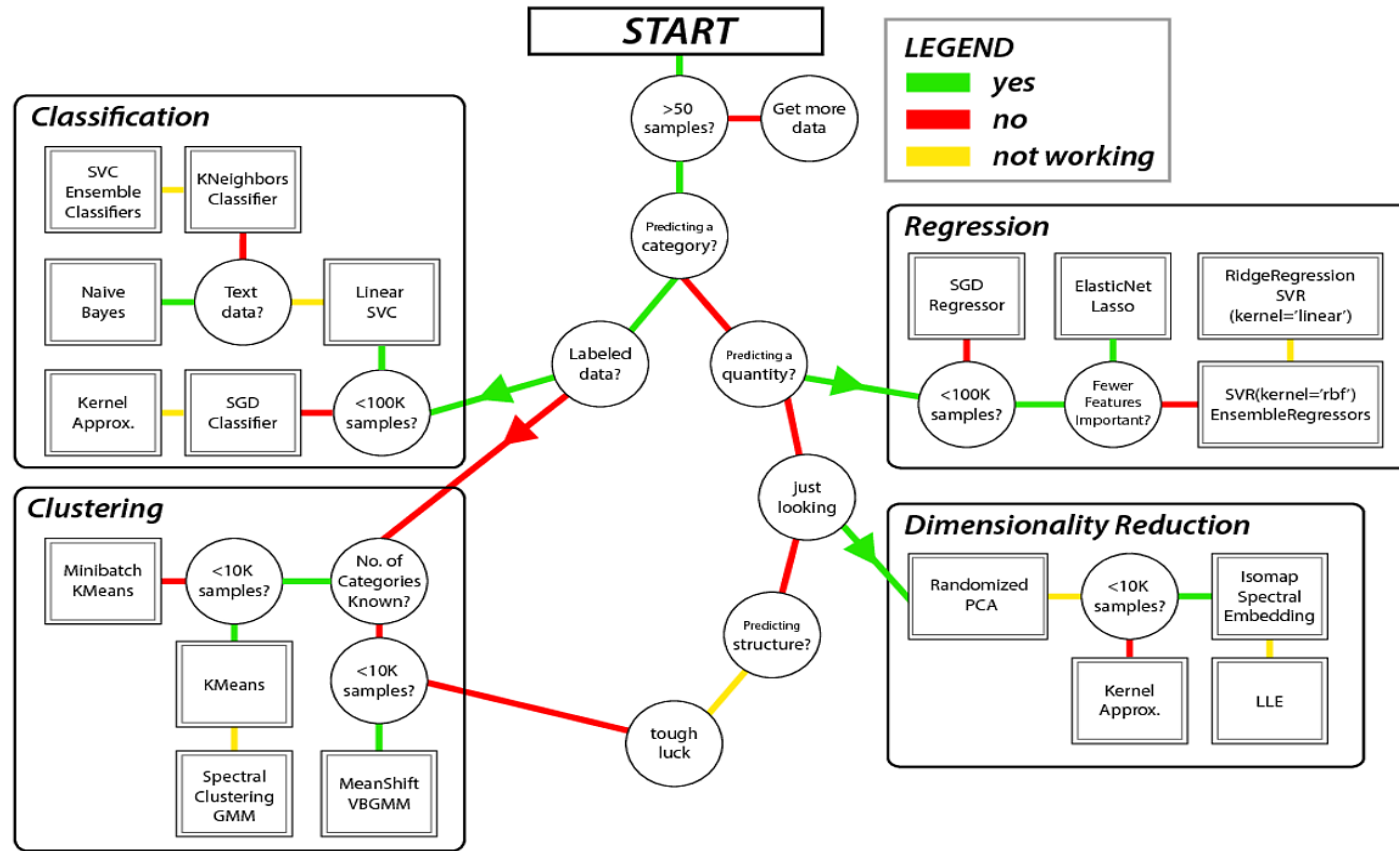 START
LEGEND
yes
no
not working
>50
samples?
Get more
data
Predicting a
category?
Labeled
data?
Predicting a
quantity?
just
looking
Predicting
structure?
tough
luck
Classification
SVC
Ensemble
Classifiers
KNeighbors
Classifier
Naive
Bayes
Text
data?
Linear
SVC
Kernel
Approx.
SGD
Classifier
<100K
samples?
Clustering
Minibatch
KMeans
<10K
samples?
No. of
Categories
Known?
KMeans
<10K
samples?
Spectral
Clustering
GMM
MeanShift
VBGMM
Regression
SGD
Regressor
ElasticNet
Lasso
RidgeRegression
SVR
(kernel='linear')
<100K
samples?
Fewer
Features
Important?
SVR(kernel='rbf')
EnsembleRegressors
Dimensionality Reduction
Randomized
PCA
<10K
samples?
Isomap
Spectral
Embedding
Kernel
Approx.
LLE